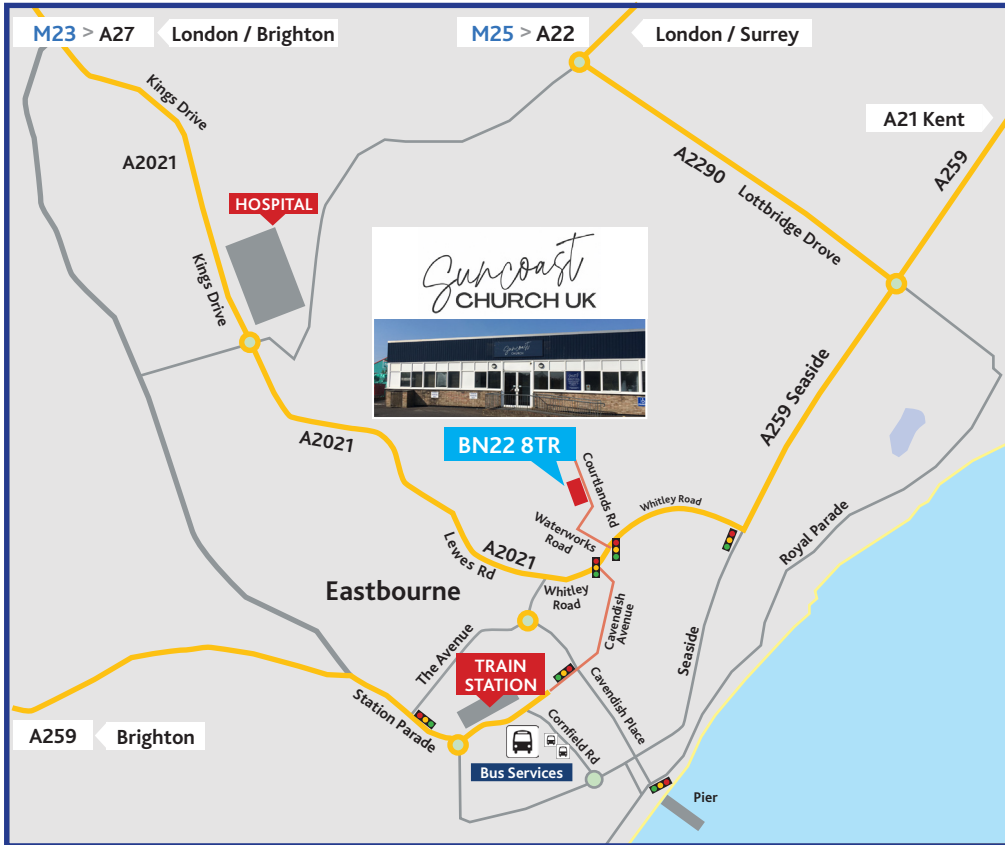 M23 > A27
London / Brighton
M25 > A22
London / Surrey
A21 Kent
Kings Drive
A2021
A2290
A259
Lottbridge Drove
HOSPITAL
Kings Drive
Suncoast
CHURCH UK
Suncoast
A259 Seaside
A2021
BN22 8TR
Courtlands Rd
Whitley Road
Waterworks
Road
Royal Parade
A2021
Lewes Rd
Eastbourne
Whitley
Road
Cavendish
Avenue
The Avenue
Seaside
TRAIN
STATION
Cavendish Place
Station Parade
Cornfield Rd
A259
Brighton
Bus Services
Pier